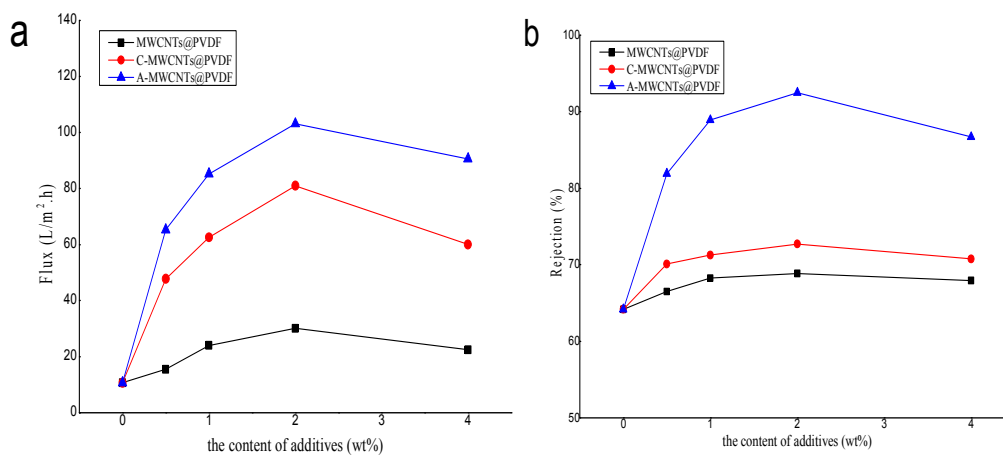 a
MWCNTs@PVDF
C-MWCNTs@PVDF
A-MWCNTs@PVDF
140
120
100
80
60
40
20
0
Flux (L/m².h)
0 1 2 3 4
the content of additives (wt%)
b
MWCNTs@PVDF
C-MWCNTs@PVDF
A-MWCNTs@PVDF
100
90
80
70
60
50
Rejection (%)
0 1 2 3 4
the content of additives (wt%)